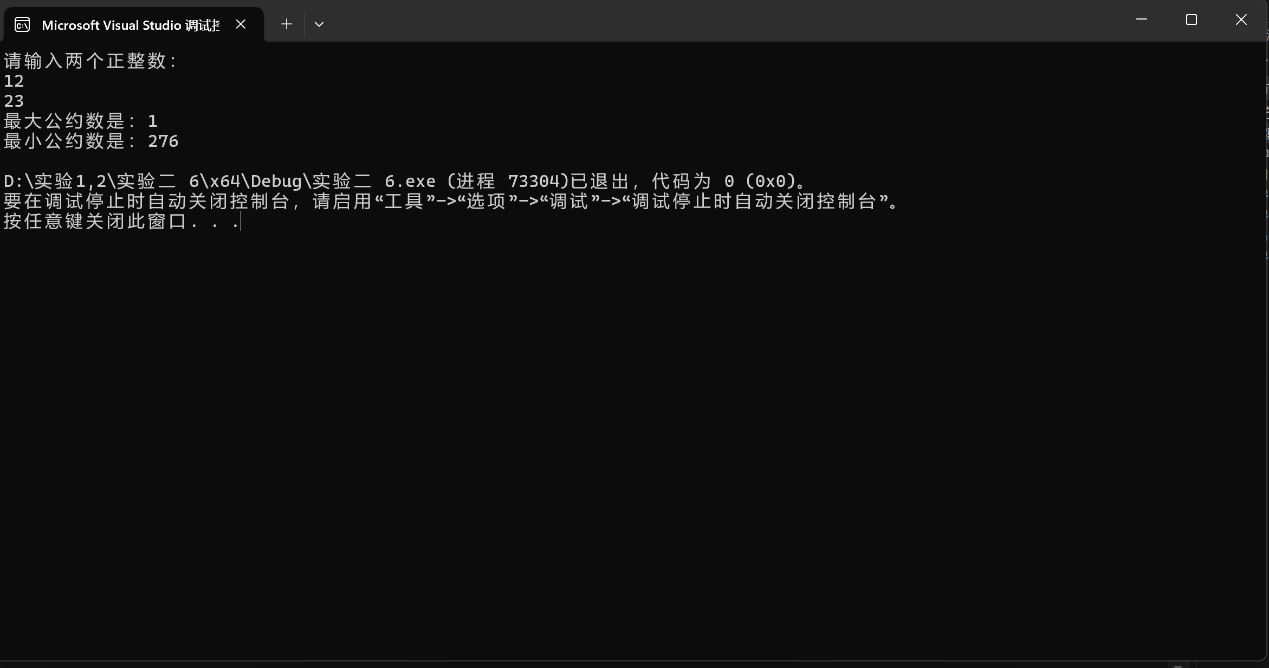 Microsoft Visual Studio 调试控
请输入两个正整数:
12
23
最大公约数是: 1
最小公约数是: 276
D:\实验1,2\实验二 6\x64\Debug\实验二 6.exe (进程 73304)已退出，代码为 0 (0x0)。
要在调试停止时自动关闭控制台，请启用“工具”->“选项”->“调试”->“调试停止时自动关闭控制台”。
按任意键关闭此窗口. . .